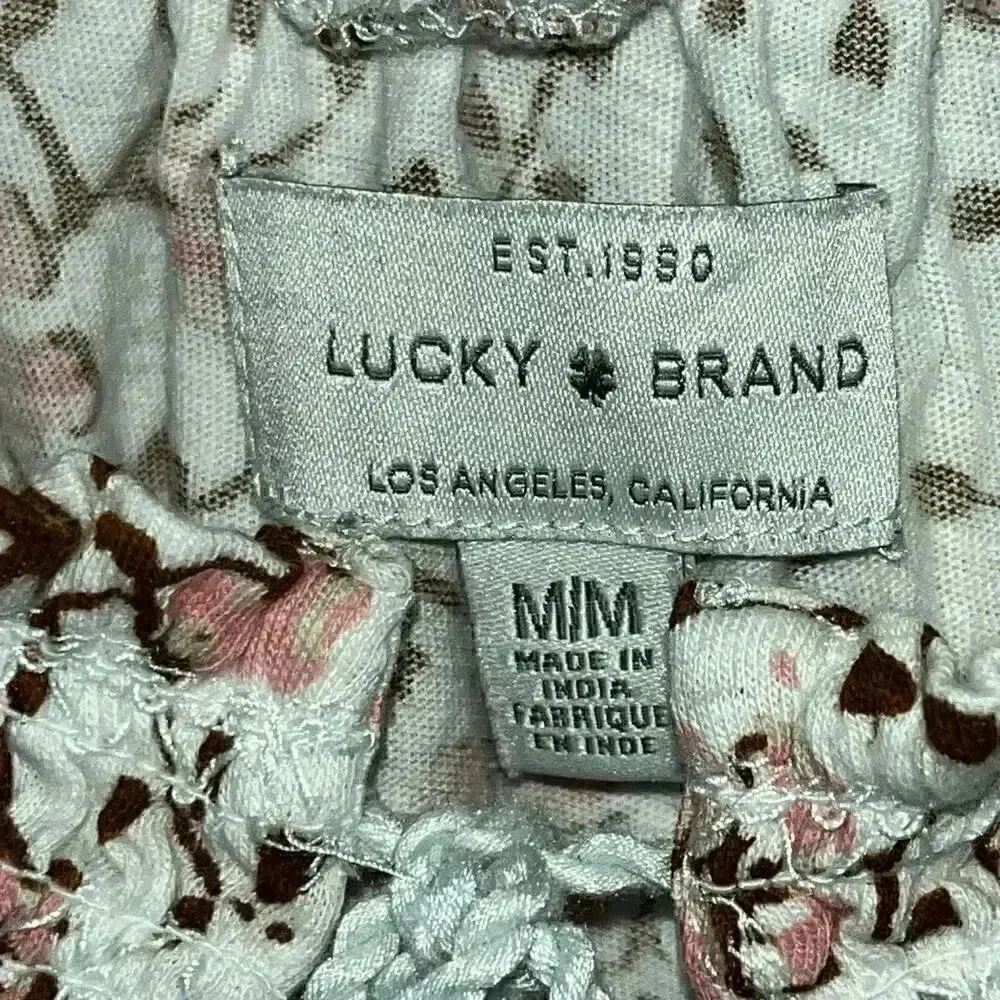 EST.1990
LUCKY BRAND
LOS ANGELES, CALIFORNIA
M/M
MADE IN
INDIA
FABRIQUE
EN INDE